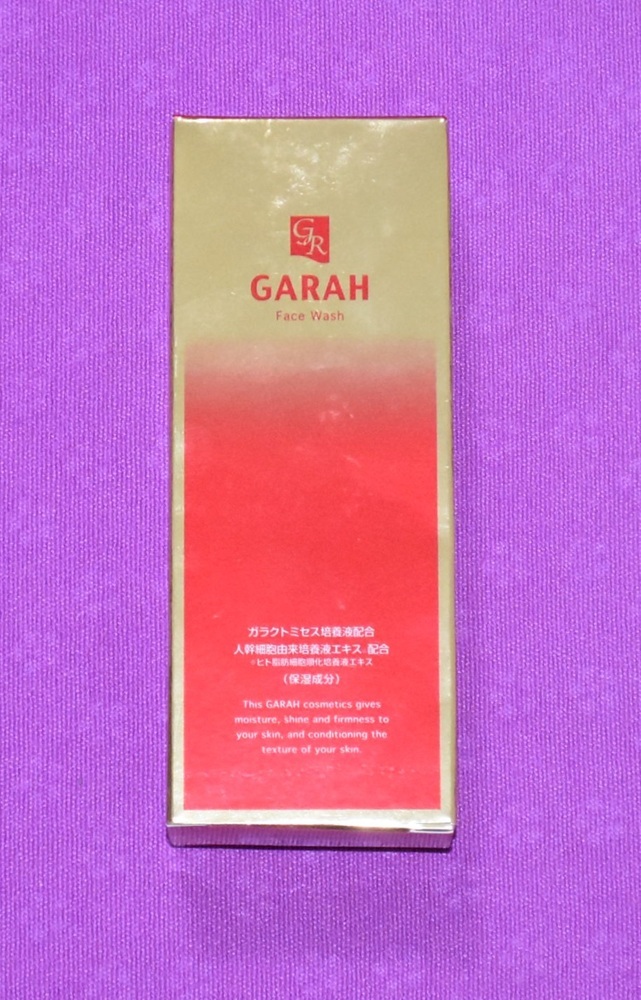 GR
GARAH
Face Wash
ガラクトミセス培養液配合
人幹細胞由来培養液エキス※配合
※ヒト脂肪細胞順化培養液エキス
（保湿成分）
This GARAH cosmetics gives
moisture, shine and firmness to
your skin, and conditioning the
texture of your skin.